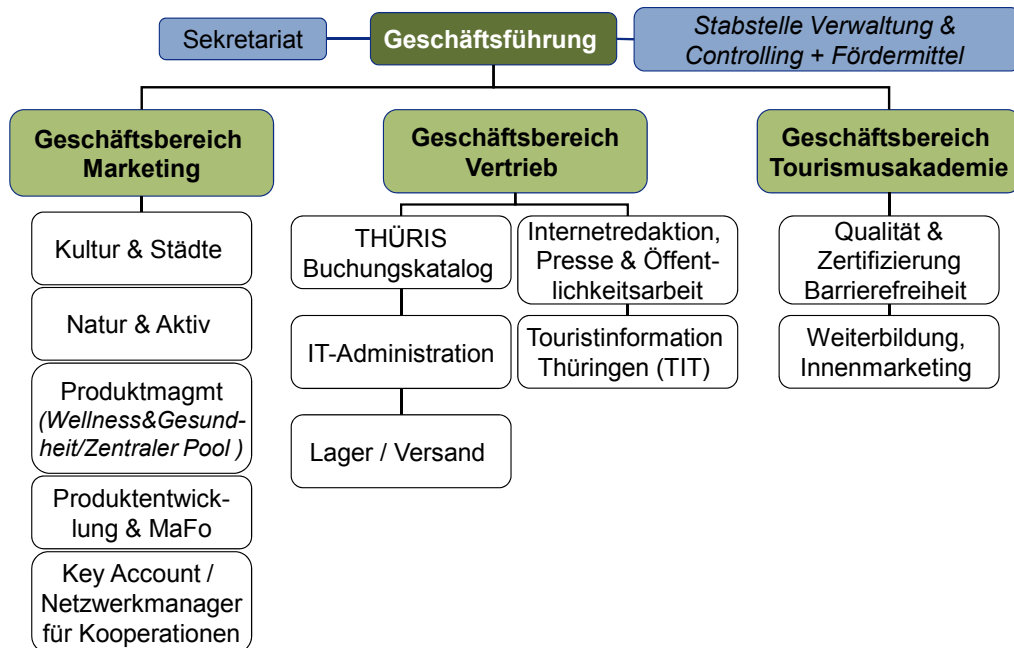 Sekretariat
Geschäftsführung
Stabstelle Verwaltung &
Controlling + Fördermittel
Geschäftsbereich
Marketing
Geschäftsbereich
Vertrieb
Geschäftsbereich
Tourismusakademie
Kultur & Städte
Natur & Aktiv
Produktmagmt
(Wellness&Gesund-
heit/Zentraler Pool )
Produktentwick-
lung & MaFo
Key Account /
Netzwerkmanager
für Kooperationen
THÜRIS
Buchungskatalog
IT-Administration
Lager / Versand
Internetredaktion,
Presse & Öffent-
lichkeitsarbeit
Touristinformation
Thüringen (TIT)
Qualität &
Zertifizierung
Barrierefreiheit
Weiterbildung,
Innenmarketing